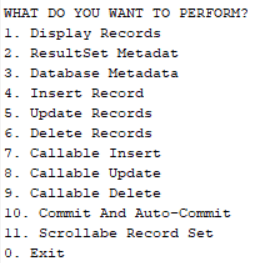 WHAT DO YOU WANT TO PERFORM?
1. Display Records
2. ResultSet Metadat
3. Database Metadata
4. Insert Record
5. Update Records
6. Delete Records
7. Callable Insert
8. Callable Update
9. Callable Delete
10. Commit And Auto-Commit
11. Scrollabe Record Set
0. Exit